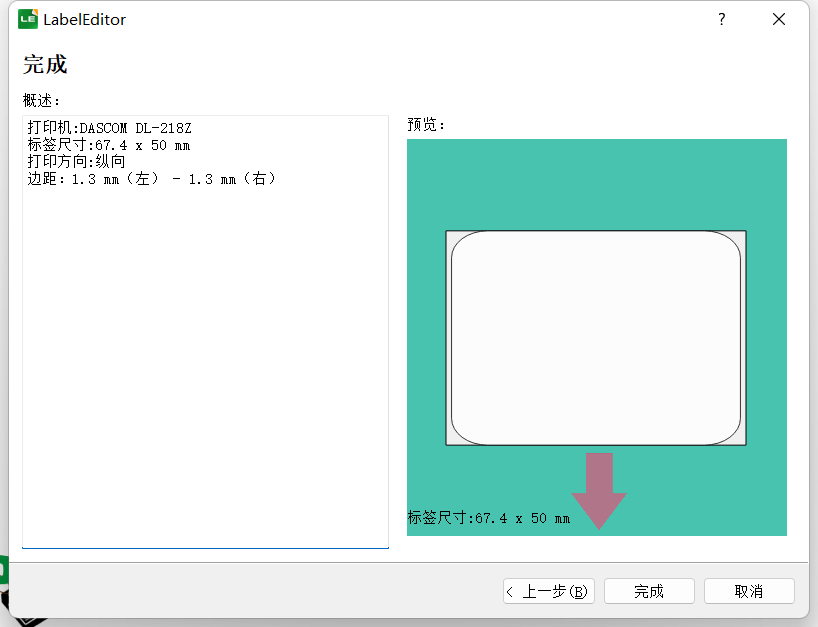 LE LabelEditor ?
完成
概述：
打印机:DASCOM DL-218Z
标签尺寸:67.4 x 50 mm
打印方向:纵向
边距：1.3 mm（左） - 1.3 mm（右）
预览：
标签尺寸:67.4 x 50 mm
< 上一步(B) 完成 取消